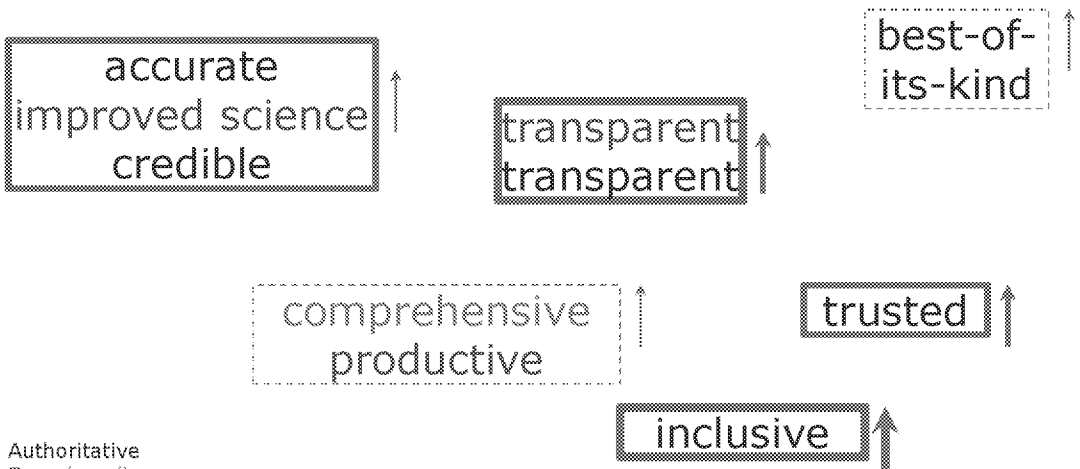 best-of-
its-kind
accurate
improved science
credible
transparent
transparent
comprehensive
productive
trusted
inclusive
Authoritative